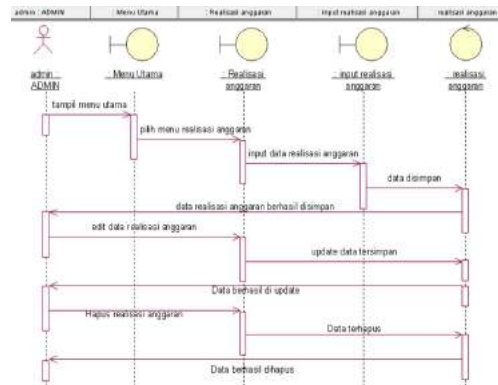 admin : ADMIN
: Menu Utama
: Realisasi anggaran
: input realisasi anggaran
: realisasi anggaran
admin :
ADMIN
: Menu Utama
: Realisasi
anggaran
: input realisasi
anggaran
: realisasi
anggaran
tampil menu utama
pilih menu realisasi anggaran
input data realisasi anggaran
data disimpan
data realisasi anggaran berhasil disimpan
edit data realisasi anggaran
update data tersimpan
Data berhasil di update
Hapus realisasi anggaran
Data terhapus
Data berhasil dihapus